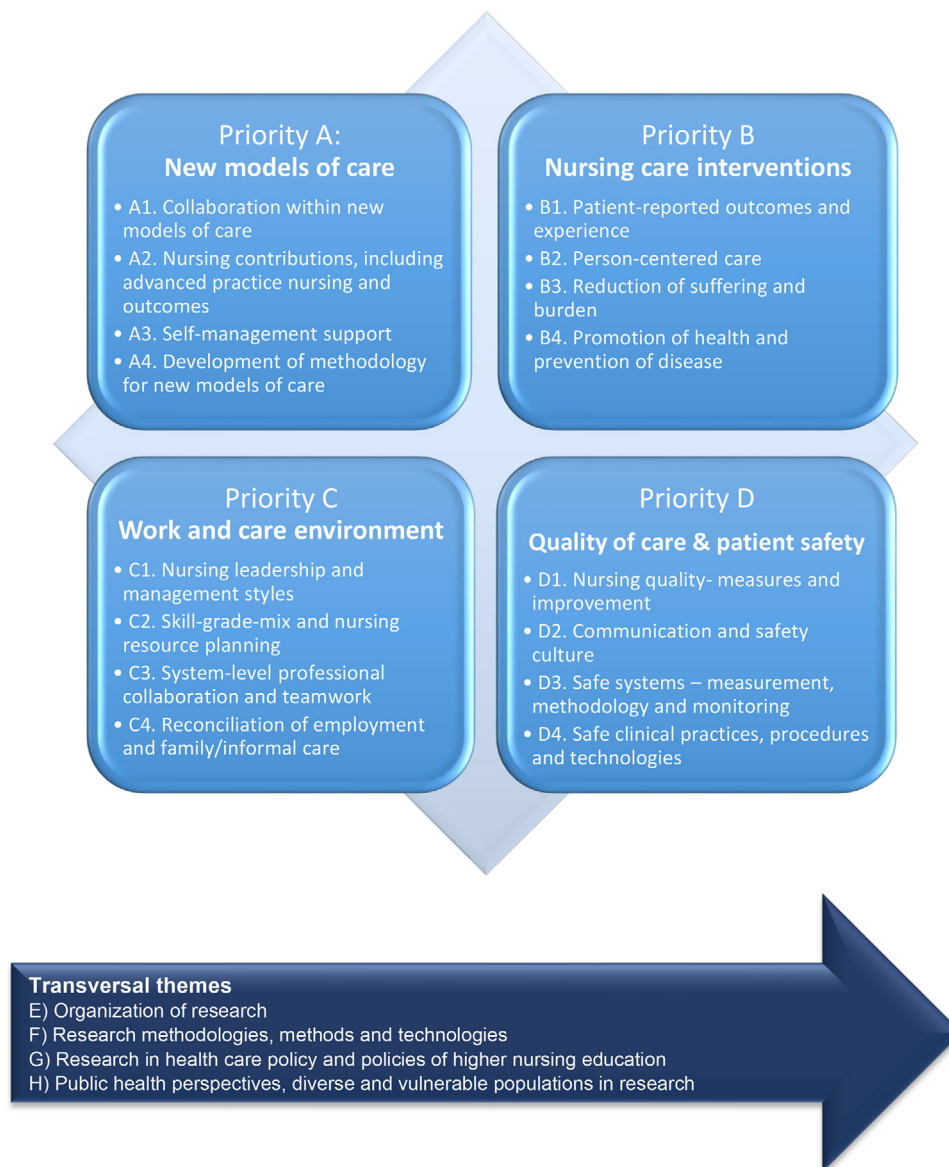 Priority A:
New models of care
• A1. Collaboration within new
models of care
• A2. Nursing contributions, including
advanced practice nursing and
outcomes
• A3. Self-management support
• A4. Development of methodology
for new models of care
Priority B
Nursing care interventions
• B1. Patient-reported outcomes and
experience
• B2. Person-centered care
• B3. Reduction of suffering and
burden
• B4. Promotion of health and
prevention of disease
Priority C
Work and care environment
• C1. Nursing leadership and
management styles
• C2. Skill-grade-mix and nursing
resource planning
• C3. System-level professional
collaboration and teamwork
• C4. Reconciliation of employment
and family/informal care
Priority D
Quality of care & patient safety
• D1. Nursing quality- measures and
improvement
• D2. Communication and safety
culture
• D3. Safe systems – measurement,
methodology and monitoring
• D4. Safe clinical practices, procedures
and technologies
Transversal themes
E) Organization of research
F) Research methodologies, methods and technologies
G) Research in health care policy and policies of higher nursing education
H) Public health perspectives, diverse and vulnerable populations in research